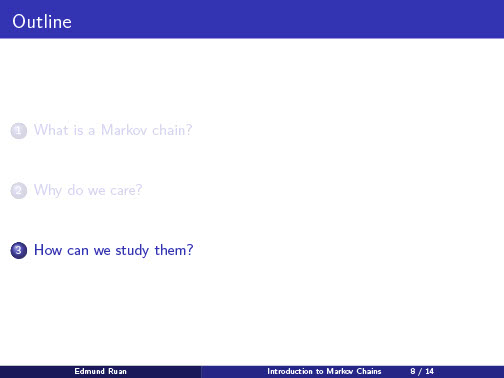 Outline
1 What is a Markov chain?
2 Why do we care?
3 How can we study them?
Edmund Ruan Introduction to Markov Chains 8 / 14